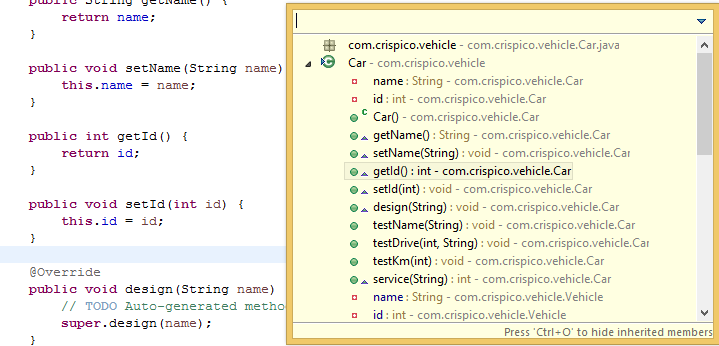 public String getName() {
return name;
}
public void setName(String name)
this.name = name;
}
public int getId() {
return id;
}
public void setId(int id) {
this.id = id;
}
@Override
public void design(String name)
// TODO Auto-generated metho
super.design(name);
}
com.crispico.vehicle - com.crispico.vehicle.Car.java
Car - com.crispico.vehicle
name : String - com.crispico.vehicle.Car
id : int - com.crispico.vehicle.Car
Car()
getName() : String - com.crispico.vehicle.Car
setName(String) : void - com.crispico.vehicle.Car
getId() : int - com.crispico.vehicle.Car
setId(int) : void - com.crispico.vehicle.Car
design(String) : void - com.crispico.vehicle.Car
testName(String) : void - com.crispico.vehicle.Car
testDrive(int, String) : void - com.crispico.vehicle.Car
testKm(int) : void - com.crispico.vehicle.Car
service(String) : int - com.crispico.vehicle.Car
name : String - com.crispico.vehicle.Vehicle
id : int - com.crispico.vehicle.Vehicle
Press 'Ctrl+O' to hide inherited members